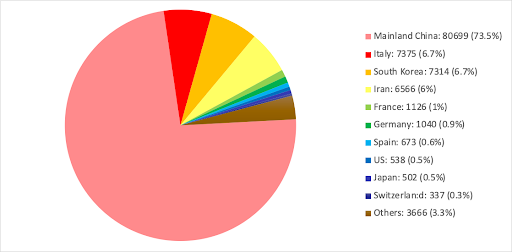 Mainland China: 80699 (73.5%)
Italy: 7375 (6.7%)
South Korea: 7314 (6.7%)
Iran: 6566 (6%)
France: 1126 (1%)
Germany: 1040 (0.9%)
Spain: 673 (0.6%)
US: 538 (0.5%)
Japan: 502 (0.5%)
Switzerlan:d: 337 (0.3%)
Others: 3666 (3.3%)